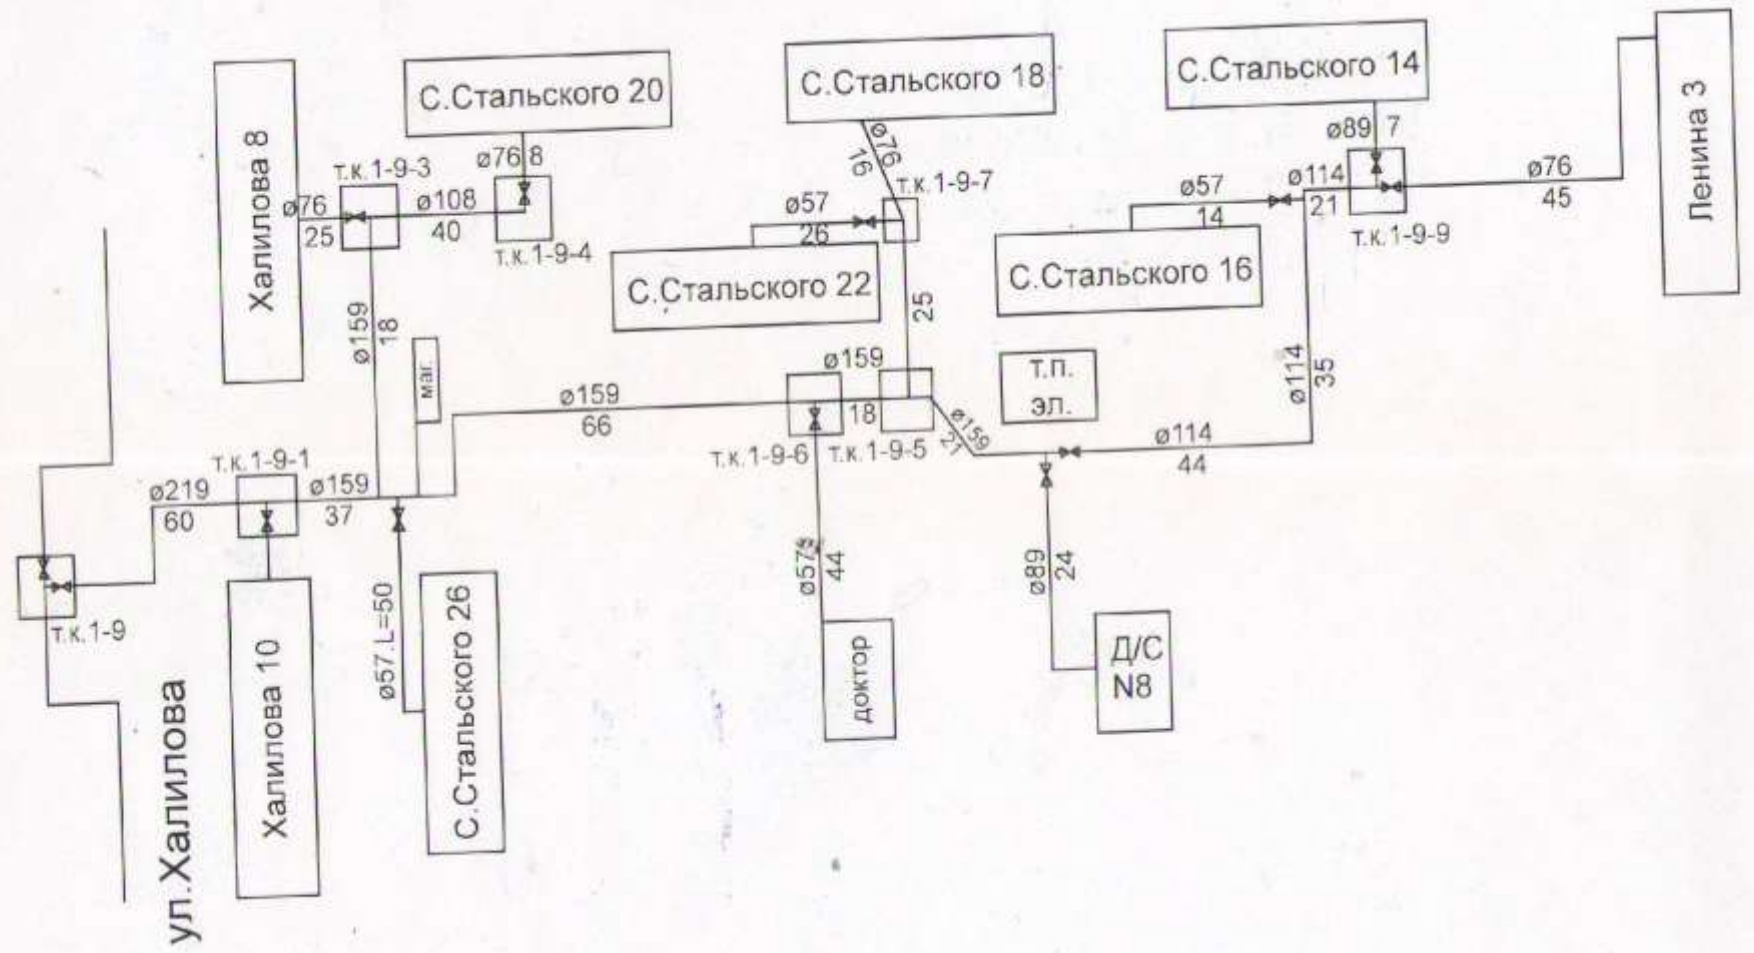 С.Стальского 20
С.Стальского 18
С.Стальского 14
Ленина 3
Халилова 8
т.к.1-9-3
ø76 8
ø76
16
ø89 7
т.к.1-9-7
ø76
25
ø108
40
т.к.1-9-4
ø57
26
ø57
14
ø114
21
т.к.1-9-9
ø76
45
С.Стальского 22
С.Стальского 16
ø159
18
25
маг.
ø159
66
ø159
18
т.п.
эл.
ø114
35
т.к.1-9-6
т.к.1-9-5
ø159
21
ø114
44
т.к.1-9-1
ø219
60
ø159
37
т.к.1-9
ø57.L=50
ø57
44
ø89
24
ул.Халилова
Халилова 10
С.Стальского 26
доктор
Д/С
N8